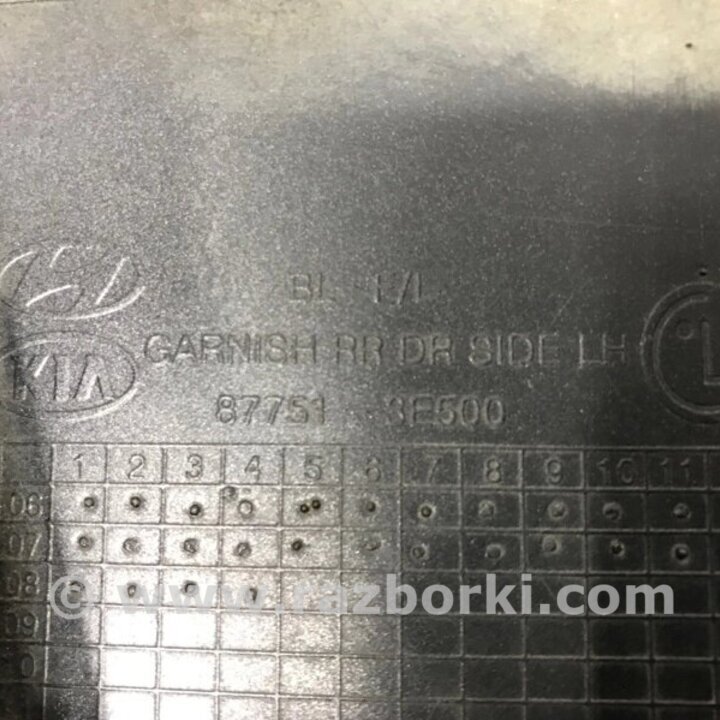 BL F/L
KIA GARNISH RR DR SIDE LH
87751 3E500
1 2 3 4 5 6 7 8 9 10 11
06
07
08
© www.razborki.com
09